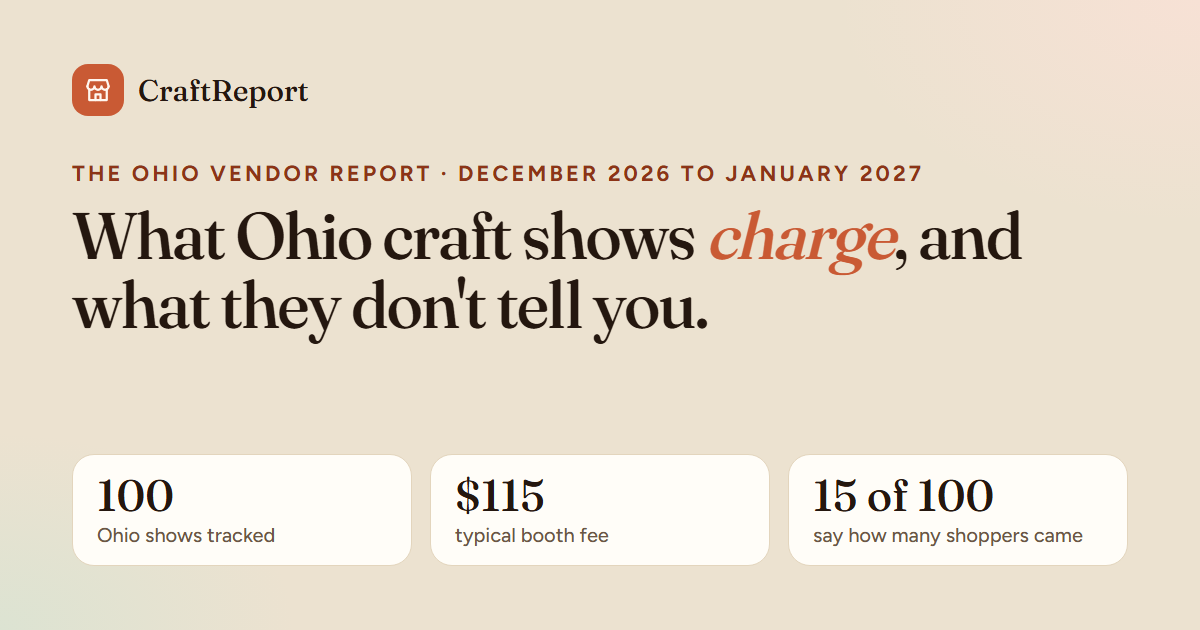 CraftReport
THE OHIO VENDOR REPORT · DECEMBER 2026 TO JANUARY 2027
What Ohio craft shows charge, and
what they don't tell you.
100
Ohio shows tracked
$115
typical booth fee
15 of 100
say how many shoppers came